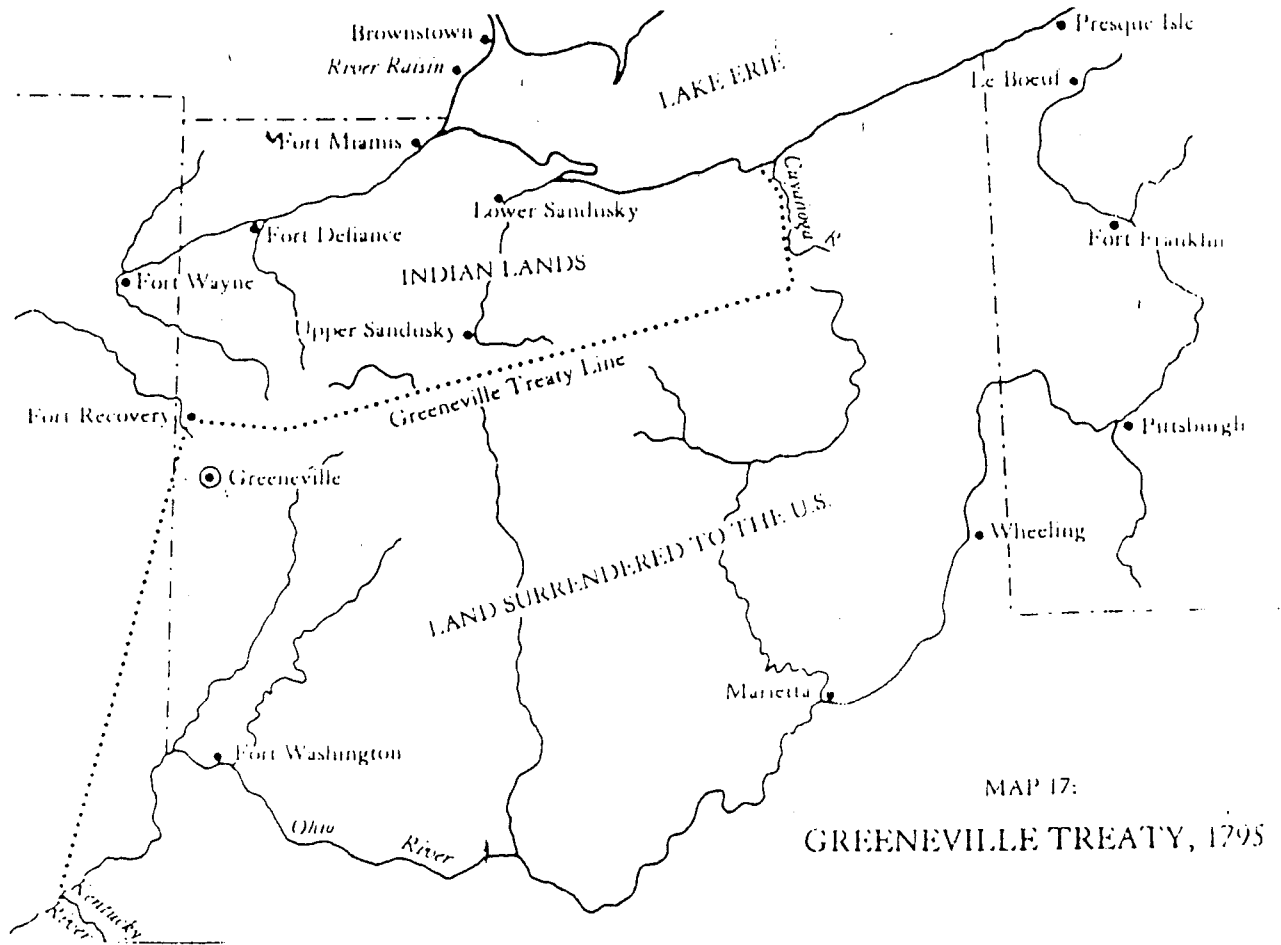 Brownstown
Presque Isle
River Raisin
Le Boeuf
LAKE ERIE
Fort Miamis
Cuyahoga R.
Lower Sandusky
Fort Defiance
Fort Franklin
INDIAN LANDS
Fort Wayne
Upper Sandusky
Greeneville Treaty Line
Fort Recovery
Pittsburgh
Greeneville
LAND SURRENDERED TO THE U.S.
Wheeling
Marietta
Fort Washington
MAP 17:
Ohio River
GREENEVILLE TREATY, 1795
Kentucky
River